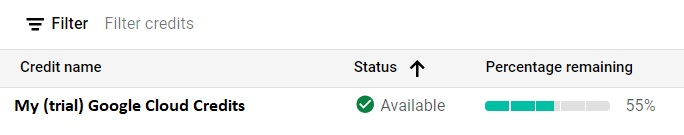 Filter Filter credits
Credit name Status Percentage remaining
My (trial) Google Cloud Credits Available 55%